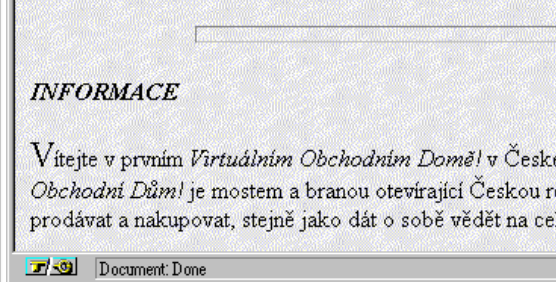 INFORMACE
Vítejte v prvním Virtuálním Obchodním Domě! v České
Obchodní Dům! je mostem a branou otevírající Českou
prodávat a nakupovat, stejně jako dát o sobě vědět na
Document: Done